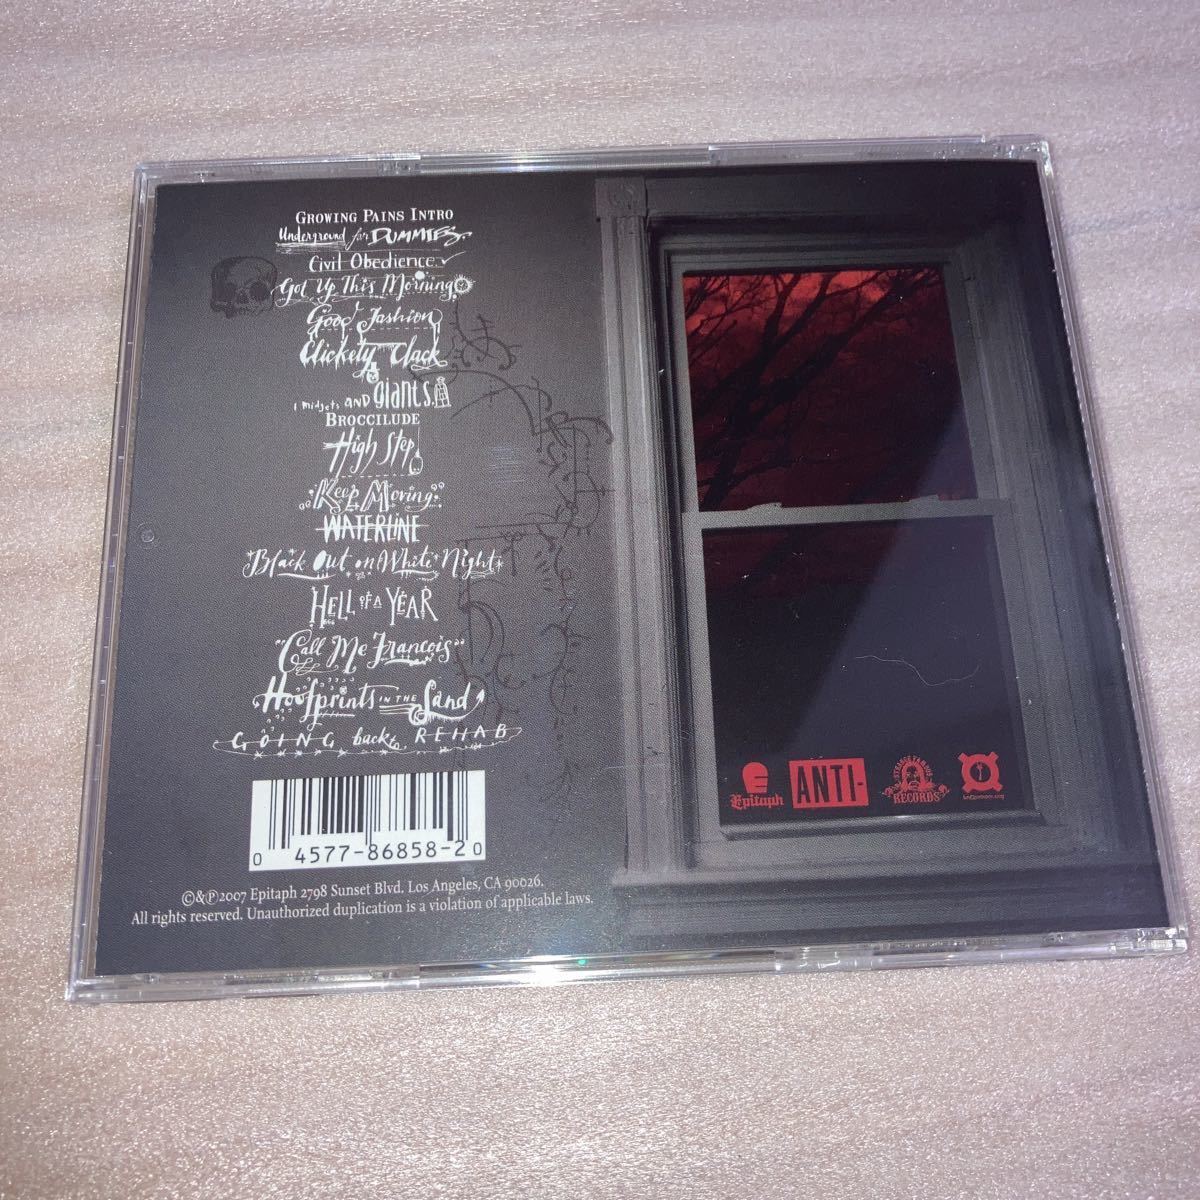 GROWING PAINS INTRO
Underground for DUMMIES.
Civil Obedience
Got Up This Morning
Good Fashion
Clickety Clack
midgets AND giants.
BROCCILUDE
High Step
Keep Moving
WATERLINE
Black Out on White Night
HELL OF A YEAR
"Call Me Francois"
Hoofprints IN THE Sand
GOING back to REHAB
0 4577-86858-2 0
©&℗2007 Epitaph 2798 Sunset Blvd. Los Angeles, CA 90026.
All rights reserved. Unauthorized duplication is a violation of applicable laws.
Epitaph
ANTI-
STRANGE FAMOUS
RECORDS